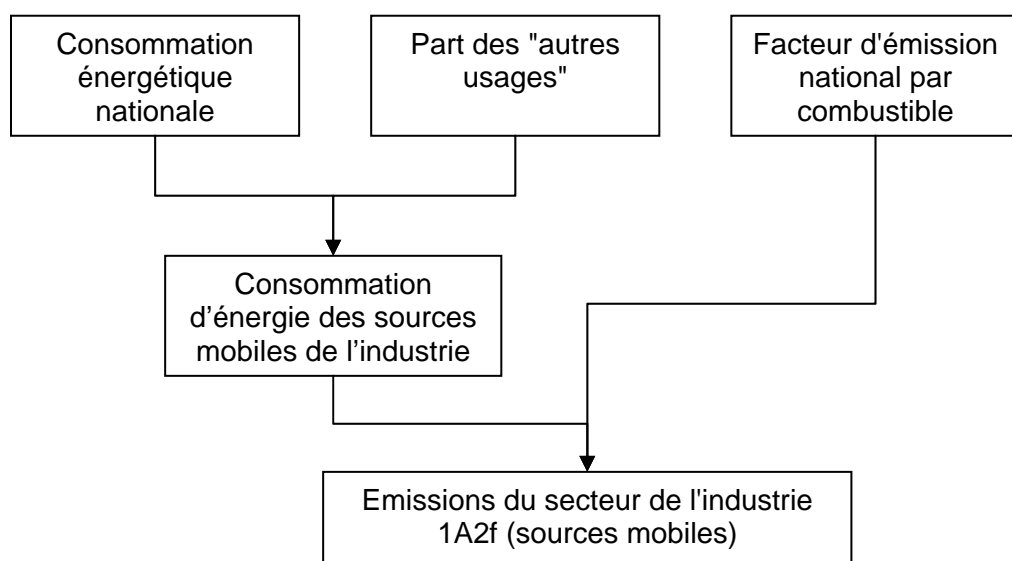 Consommation
énergétique
nationale
Part des "autres
usages"
Facteur d'émission
national par
combustible
Consommation
d’énergie des sources
mobiles de l’industrie
Emissions du secteur de l'industrie
1A2f (sources mobiles)